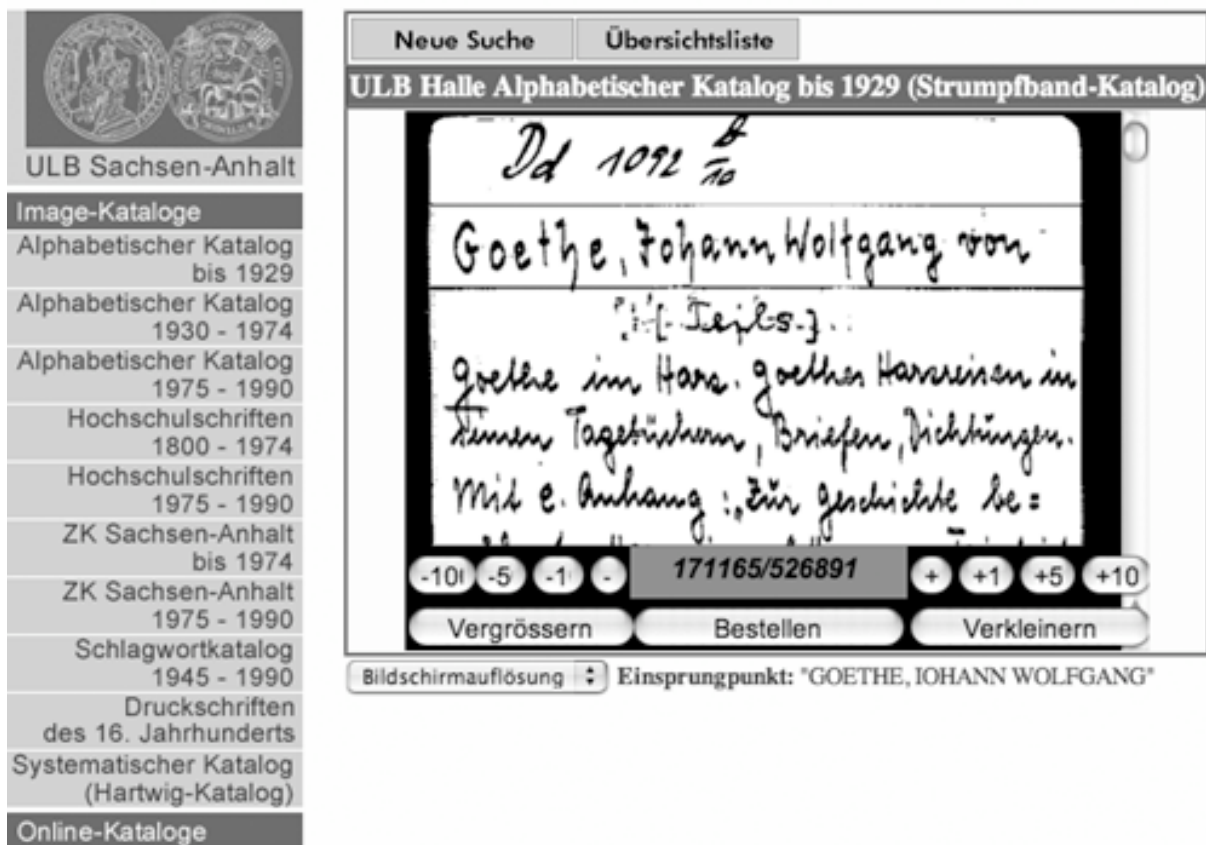 ULB Sachsen-Anhalt
Image-Kataloge
Alphabetischer Katalog
bis 1929
Alphabetischer Katalog
1930 - 1974
Alphabetischer Katalog
1975 - 1990
Hochschulschriften
1800 - 1974
Hochschulschriften
1975 - 1990
ZK Sachsen-Anhalt
bis 1974
ZK Sachsen-Anhalt
1975 - 1990
Schlagwortkatalog
1945 - 1990
Druckschriften
des 16. Jahrhunderts
Systematischer Katalog
(Hartwig-Katalog)
Online-Kataloge
Neue Suche Übersichtsliste
ULB Halle Alphabetischer Katalog bis 1929 (Strumpfband-Katalog)
Dd 1092
Goethe, Johann Wolfgang von
[Teils.]
Goethe im Harz. Goethes Harzreisen in
seinen Tagebüchern, Briefen, Dichtungen.
Mit e. Anhang: „Zur Geschichte be=
-10 -5 -1 - 171165/526891 + +1 +5 +10
Vergrössern Bestellen Verkleinern
Bildschirmauflösung Einsprungpunkt: "GOETHE, IOHANN WOLFGANG"